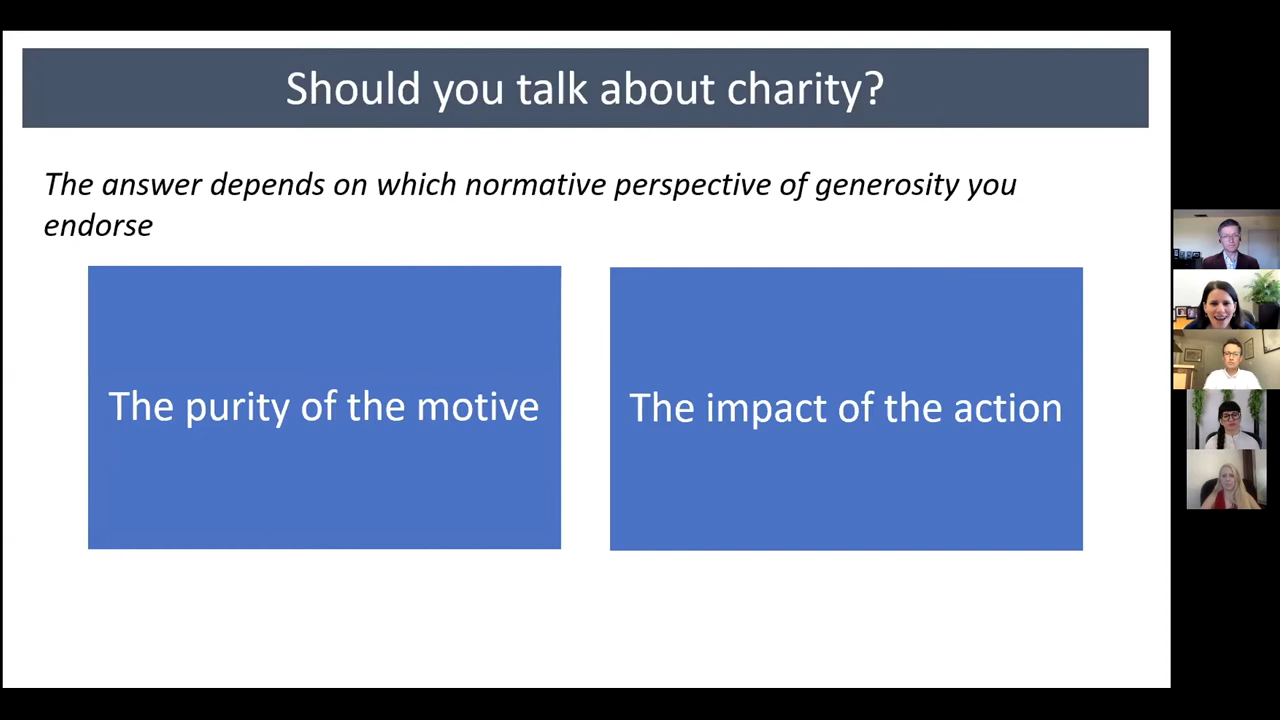 Should you talk about charity?
The answer depends on which normative perspective of generosity you
endorse
The purity of the motive
The impact of the action